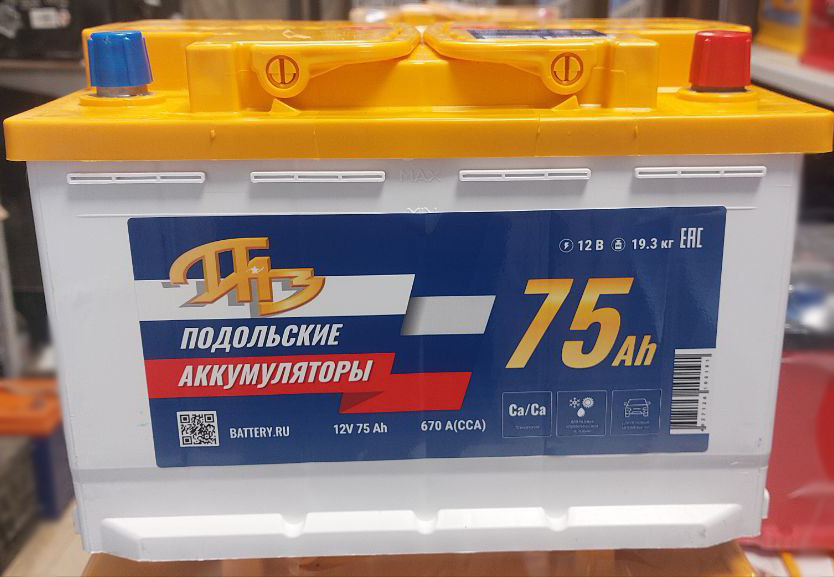 MAX
MIN
12 В 19.3 кг EAC
ПАЗ
75Ah
ПОДОЛЬСКИЕ
АККУМУЛЯТОРЫ
Ca/Ca
BATTERY.RU 12V 75 Ah 670 A(CCA)